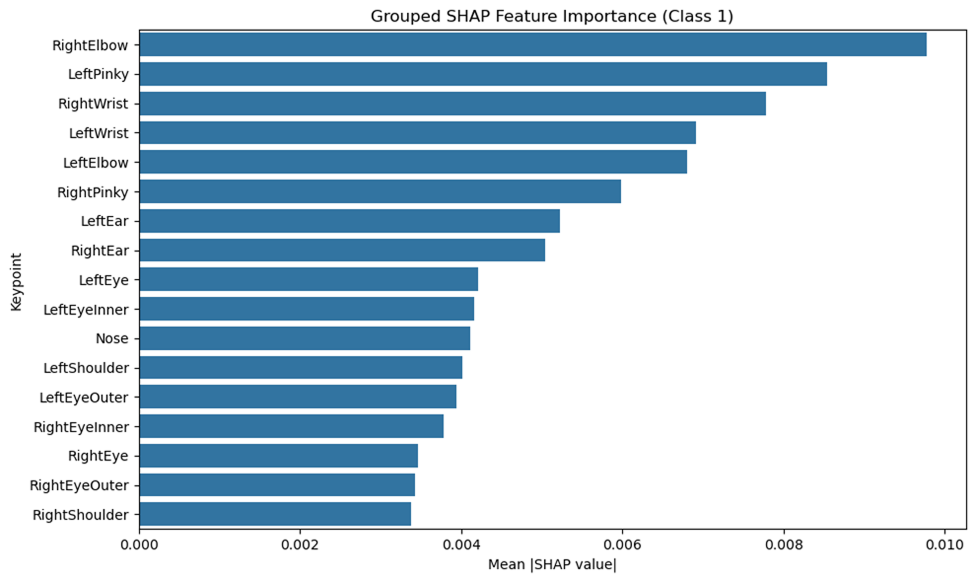 Grouped SHAP Feature Importance (Class 1)
Keypoint
RightElbow
LeftPinky
RightWrist
LeftWrist
LeftElbow
RightPinky
LeftEar
RightEar
LeftEye
LeftEyeInner
Nose
LeftShoulder
LeftEyeOuter
RightEyeInner
RightEye
RightEyeOuter
RightShoulder
0.000 0.002 0.004 0.006 0.008 0.010
Mean |SHAP value|